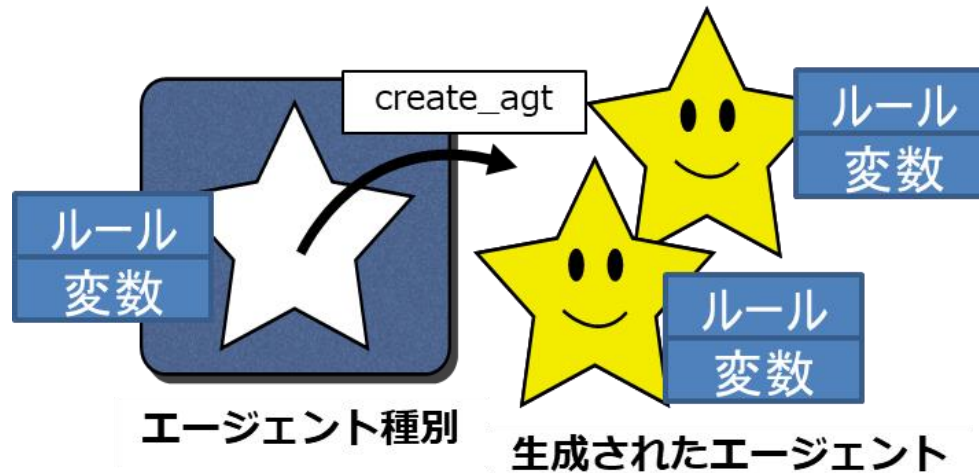 create_agt
ルール
変数
ルール
変数
ルール
変数
エージェント種別
生成されたエージェント